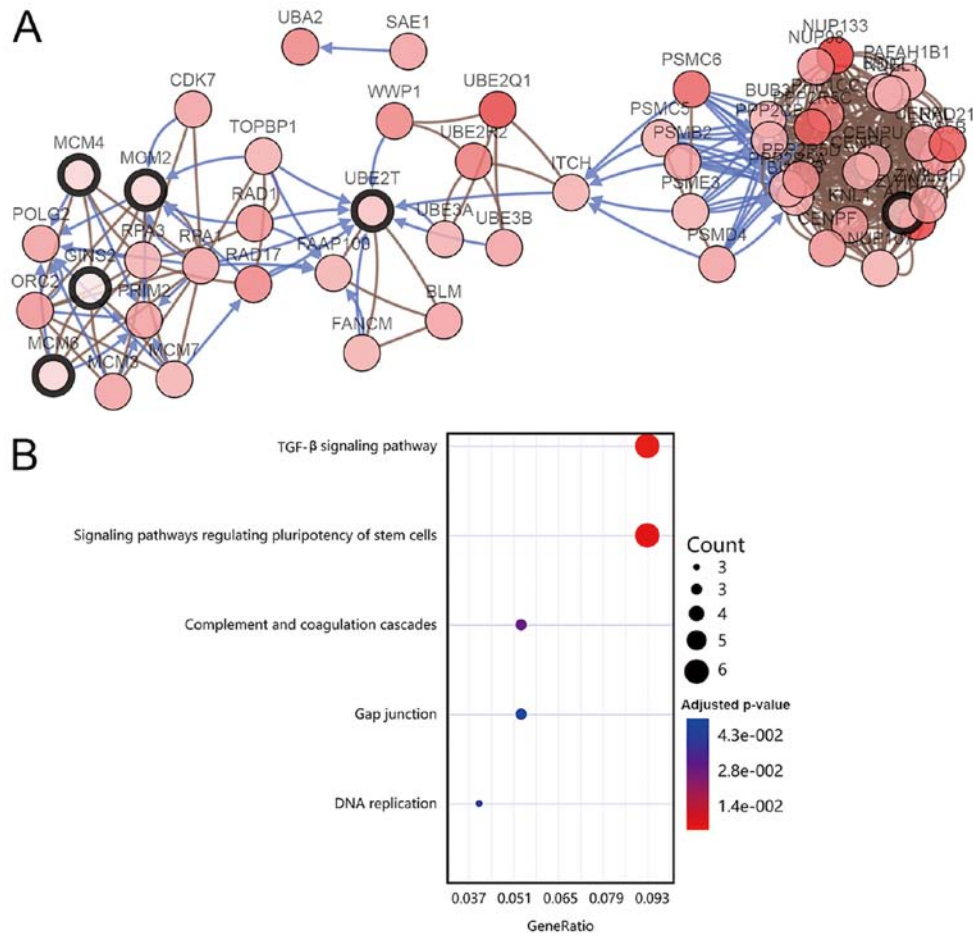 A
UBA2
SAE1
CDK7
WWP1
UBE2Q1
PSMC6
NUP133
NUP98
PAFAH1B1
MCM4
MCM2
TOPBP1
UBE2R2
PSMC5
BUB3
PSMB2
RAD21
CENPU
POLG2
RPA3
RPA1
RAD1
UBE2T
ITCH
PSME3
GINS2
RAD17
FAAP100
UBE3A
UBE3B
PSMD4
CENPF
ORC2
PRIM2
BLM
FANCM
MCM6
MCM3
MCM7
B
TGF-β signaling pathway
Signaling pathways regulating pluripotency of stem cells
Complement and coagulation cascades
Gap junction
DNA replication
Count
3
3
4
5
6
Adjusted p-value
4.3e-002
2.8e-002
1.4e-002
0.037 0.051 0.065 0.079 0.093
GeneRatio